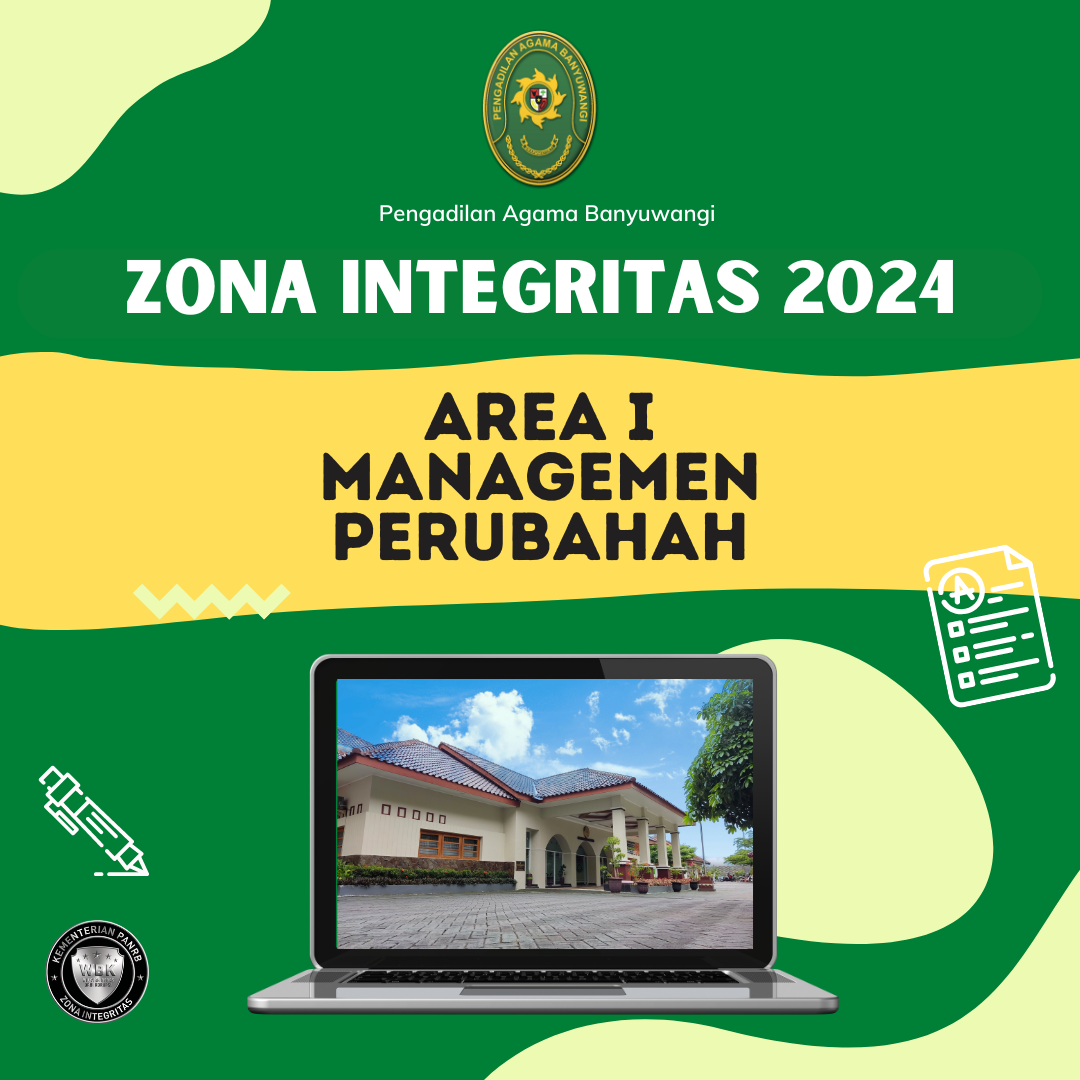 PENGADILAN AGAMA BANYUWANGI
Pengadilan Agama Banyuwangi
ZONA INTEGRITAS 2024
AREA I
MANAGEMEN
PERUBAHAH
A
KEMENTERIAN PANRB
WBK
ZONA INTEGRITAS